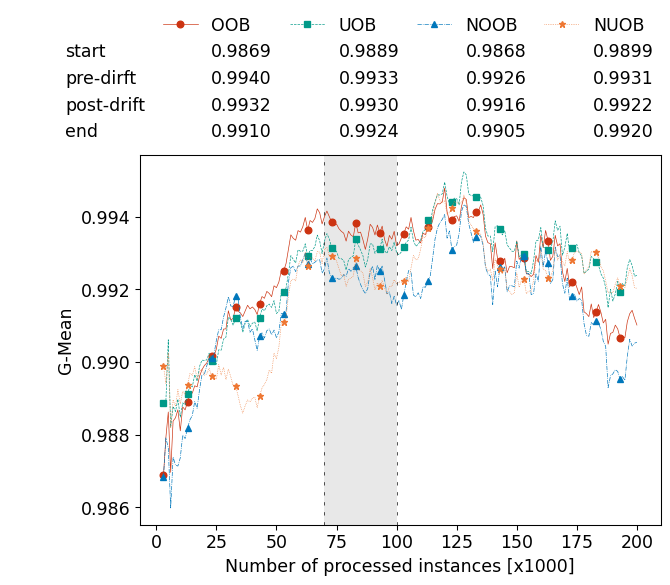 OOB UOB NOOB NUOB
start 0.9869 0.9889 0.9868 0.9899
pre-dirft 0.9940 0.9933 0.9926 0.9931
post-drift 0.9932 0.9930 0.9916 0.9922
end 0.9910 0.9924 0.9905 0.9920
0.994
0.992
0.990
0.988
0.986
G-Mean
0 25 50 75 100 125 150 175 200
Number of processed instances [x1000]